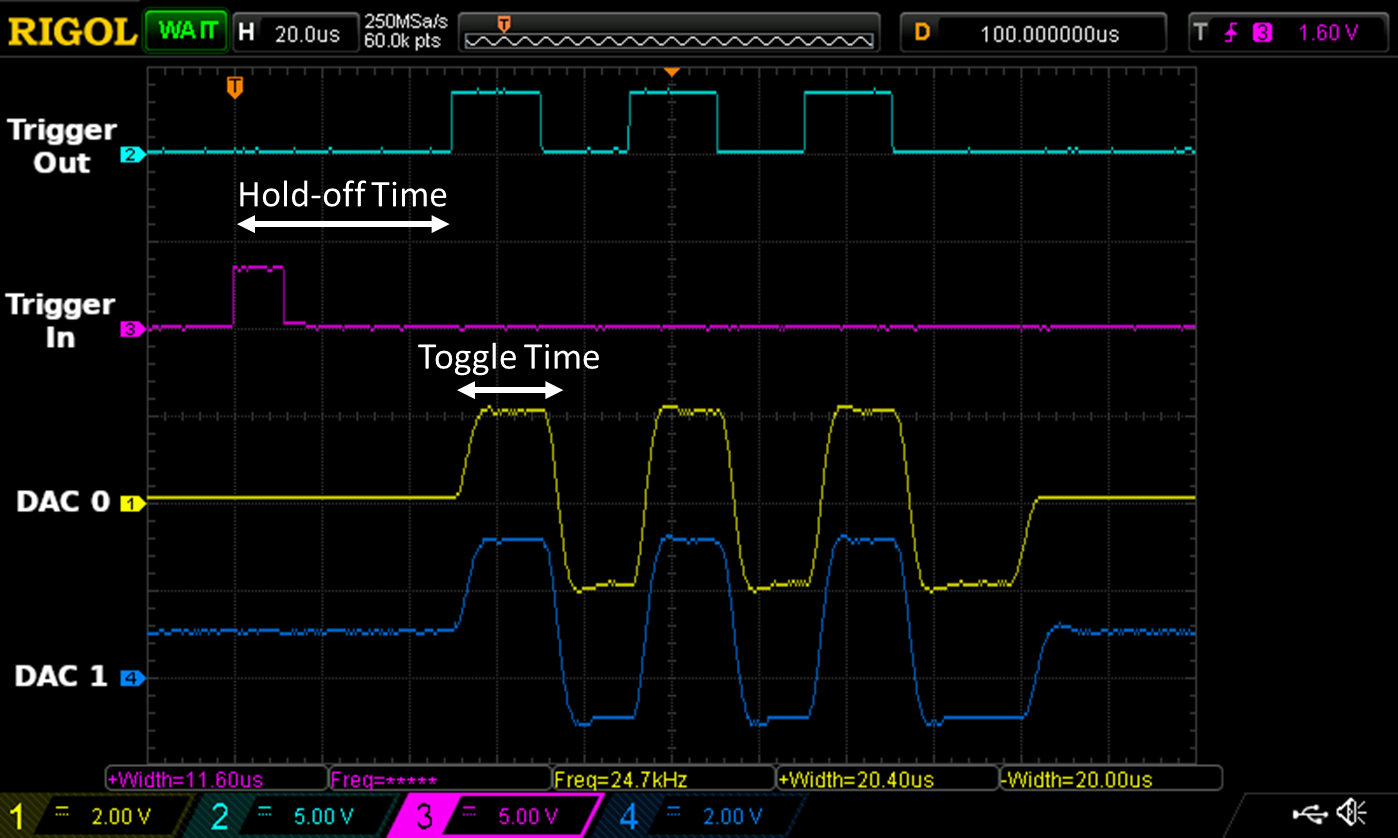 RIGOL WAIT H 20.0us 250MSa/s 60.0k pts T D 100.000000us T 3 1.60 V
T
Trigger Out 2
Hold-off Time
Trigger In 3
Toggle Time
DAC 0 1
DAC 1 4
+Width=11.60us Freq=***** Freq=24.7kHz +Width=20.40us -Width=20.00us
1 2.00 V 2 5.00 V 3 5.00 V 4 2.00 V